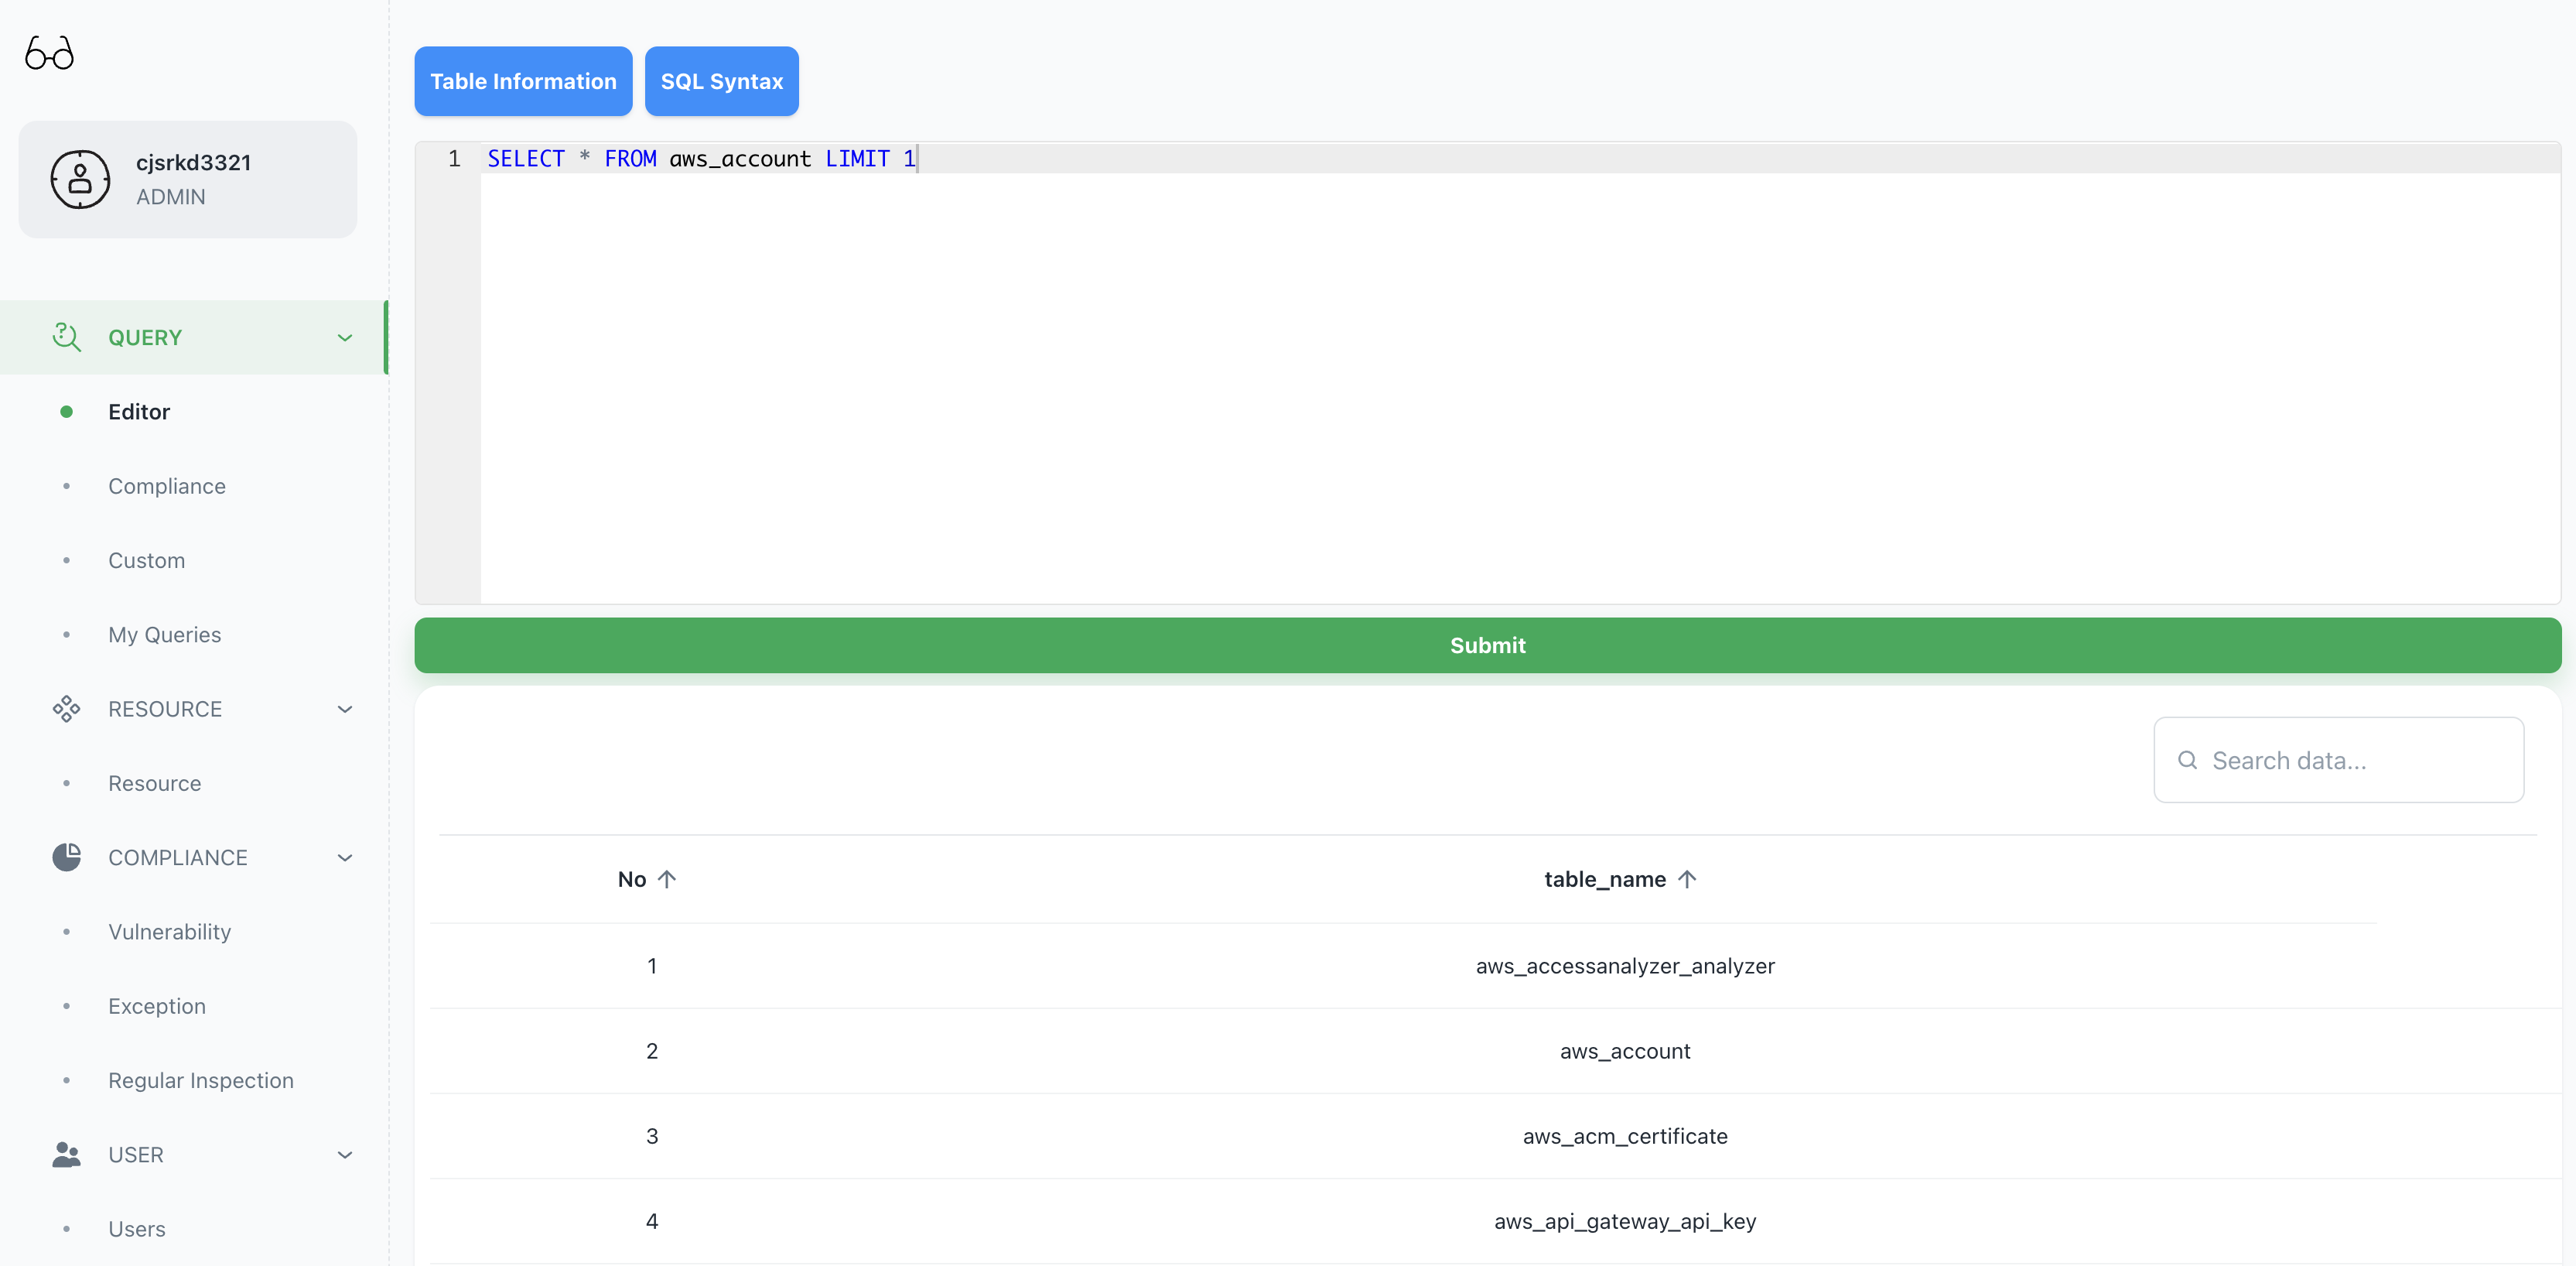 cjsrkd3321
ADMIN
QUERY
Editor
Compliance
Custom
My Queries
RESOURCE
Resource
COMPLIANCE
Vulnerability
Exception
Regular Inspection
USER
Users
Table Information
SQL Syntax
1 SELECT * FROM aws_account LIMIT 1
Submit
Search data...
No table_name
1 aws_accessanalyzer_analyzer
2 aws_account
3 aws_acm_certificate
4 aws_api_gateway_api_key